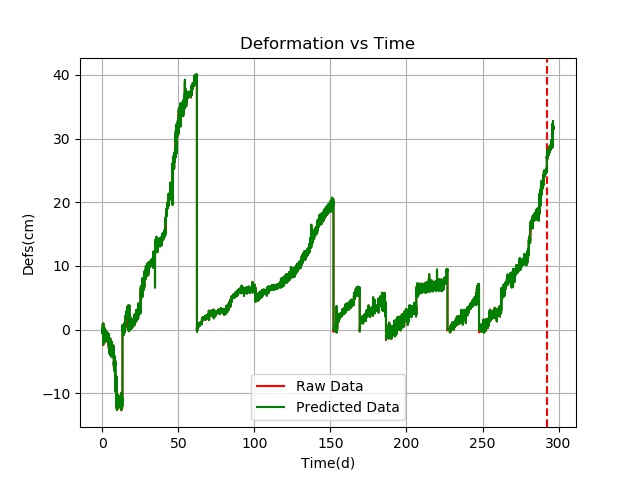 Deformation vs Time
Defs(cm)
40
30
20
10
0
−10
Raw Data
Predicted Data
0 50 100 150 200 250 300
Time(d)